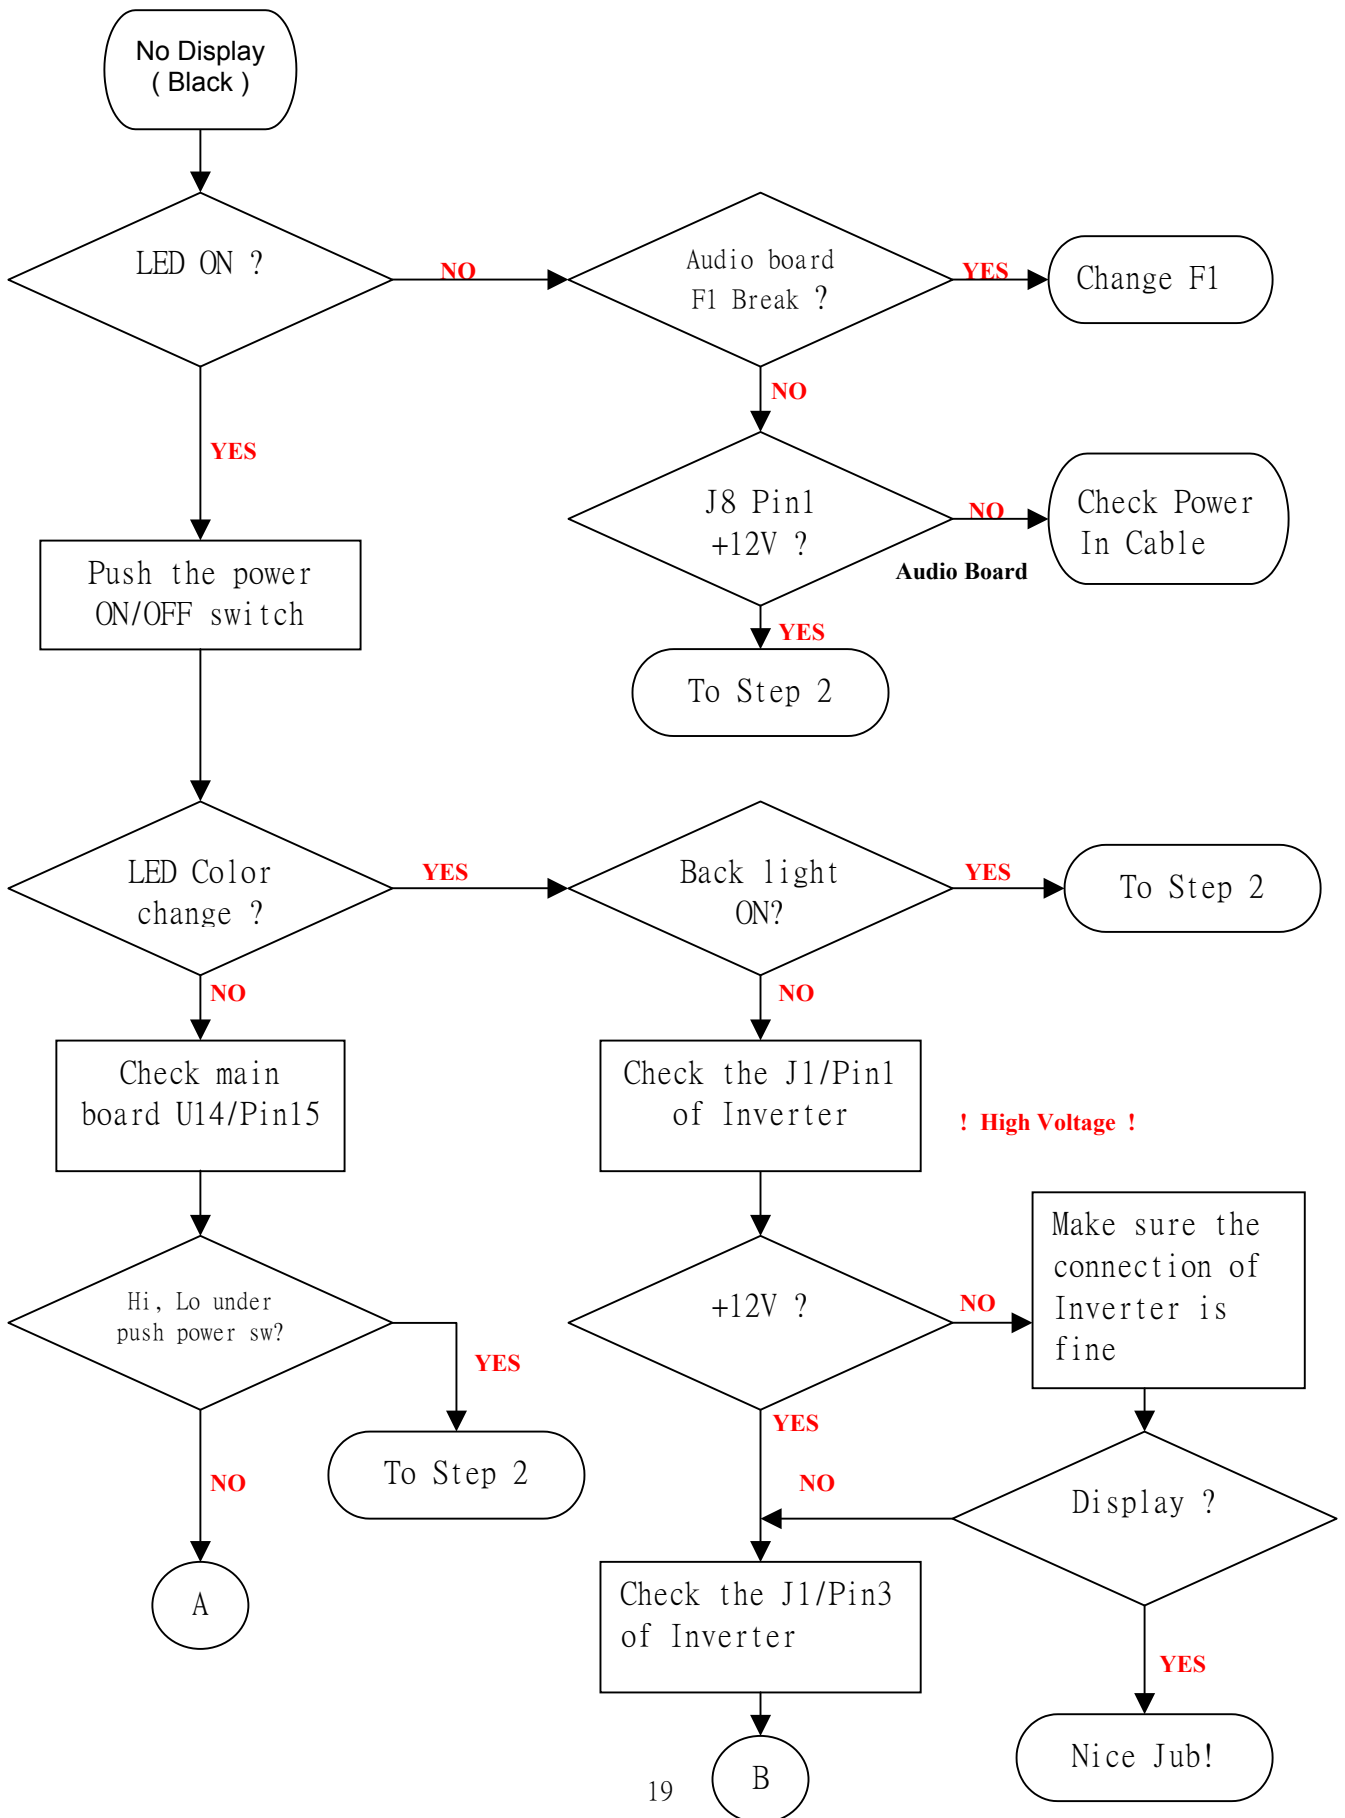 No Display
( Black )
LED ON ?
NO
Audio board
F1 Break ?
YES
Change F1
NO
YES
J8 Pin1
+12V ?
NO
Check Power
In Cable
Audio Board
Push the power
ON/OFF switch
YES
To Step 2
LED Color
change ?
YES
Back light
ON?
YES
To Step 2
NO
NO
Check main
board U14/Pin15
Check the J1/Pin1
of Inverter
! High Voltage !
Hi, Lo under
push power sw?
YES
To Step 2
NO
A
+12V ?
NO
Make sure the
connection of
Inverter is
fine
YES
NO
Display ?
Check the J1/Pin3
of Inverter
YES
Nice Jub!
B
19